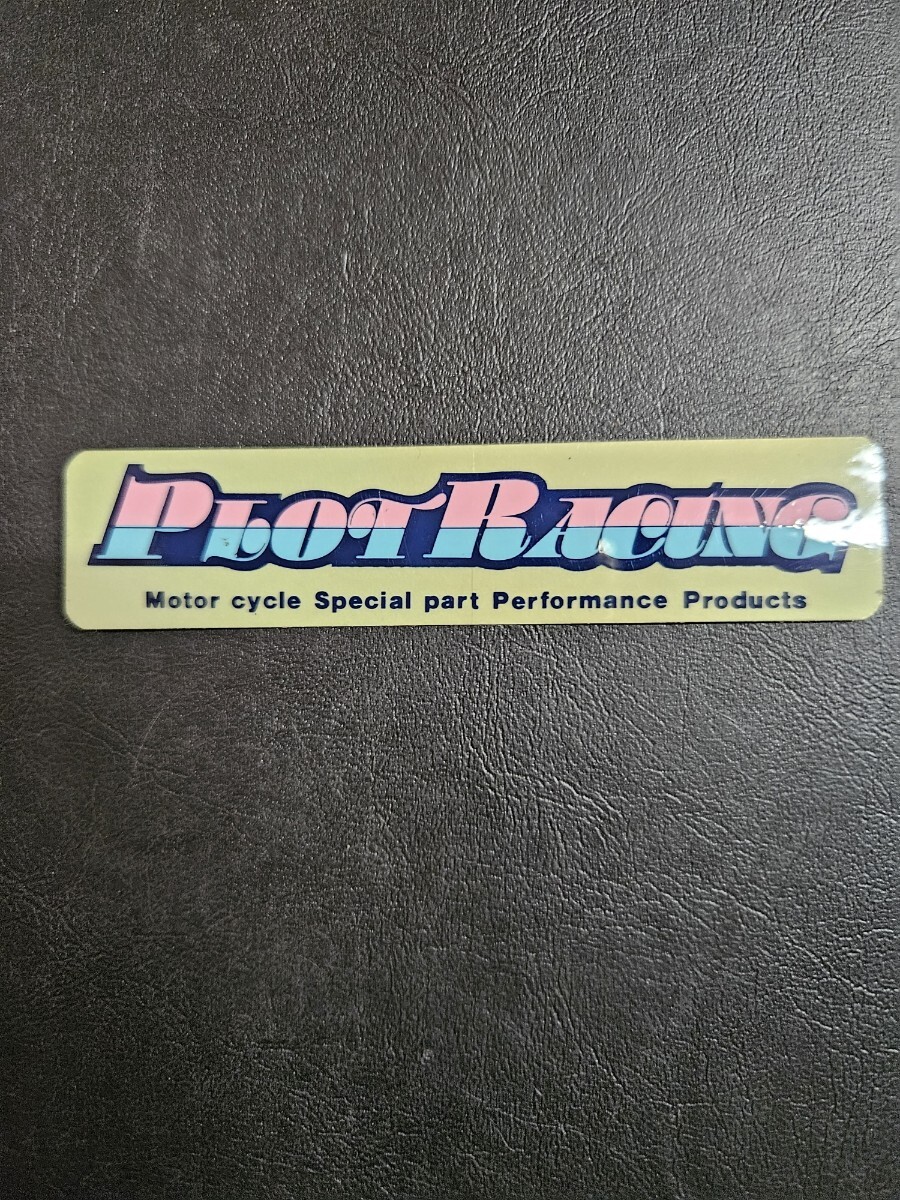 PLOT RACING
Motor cycle Special part Performance Products